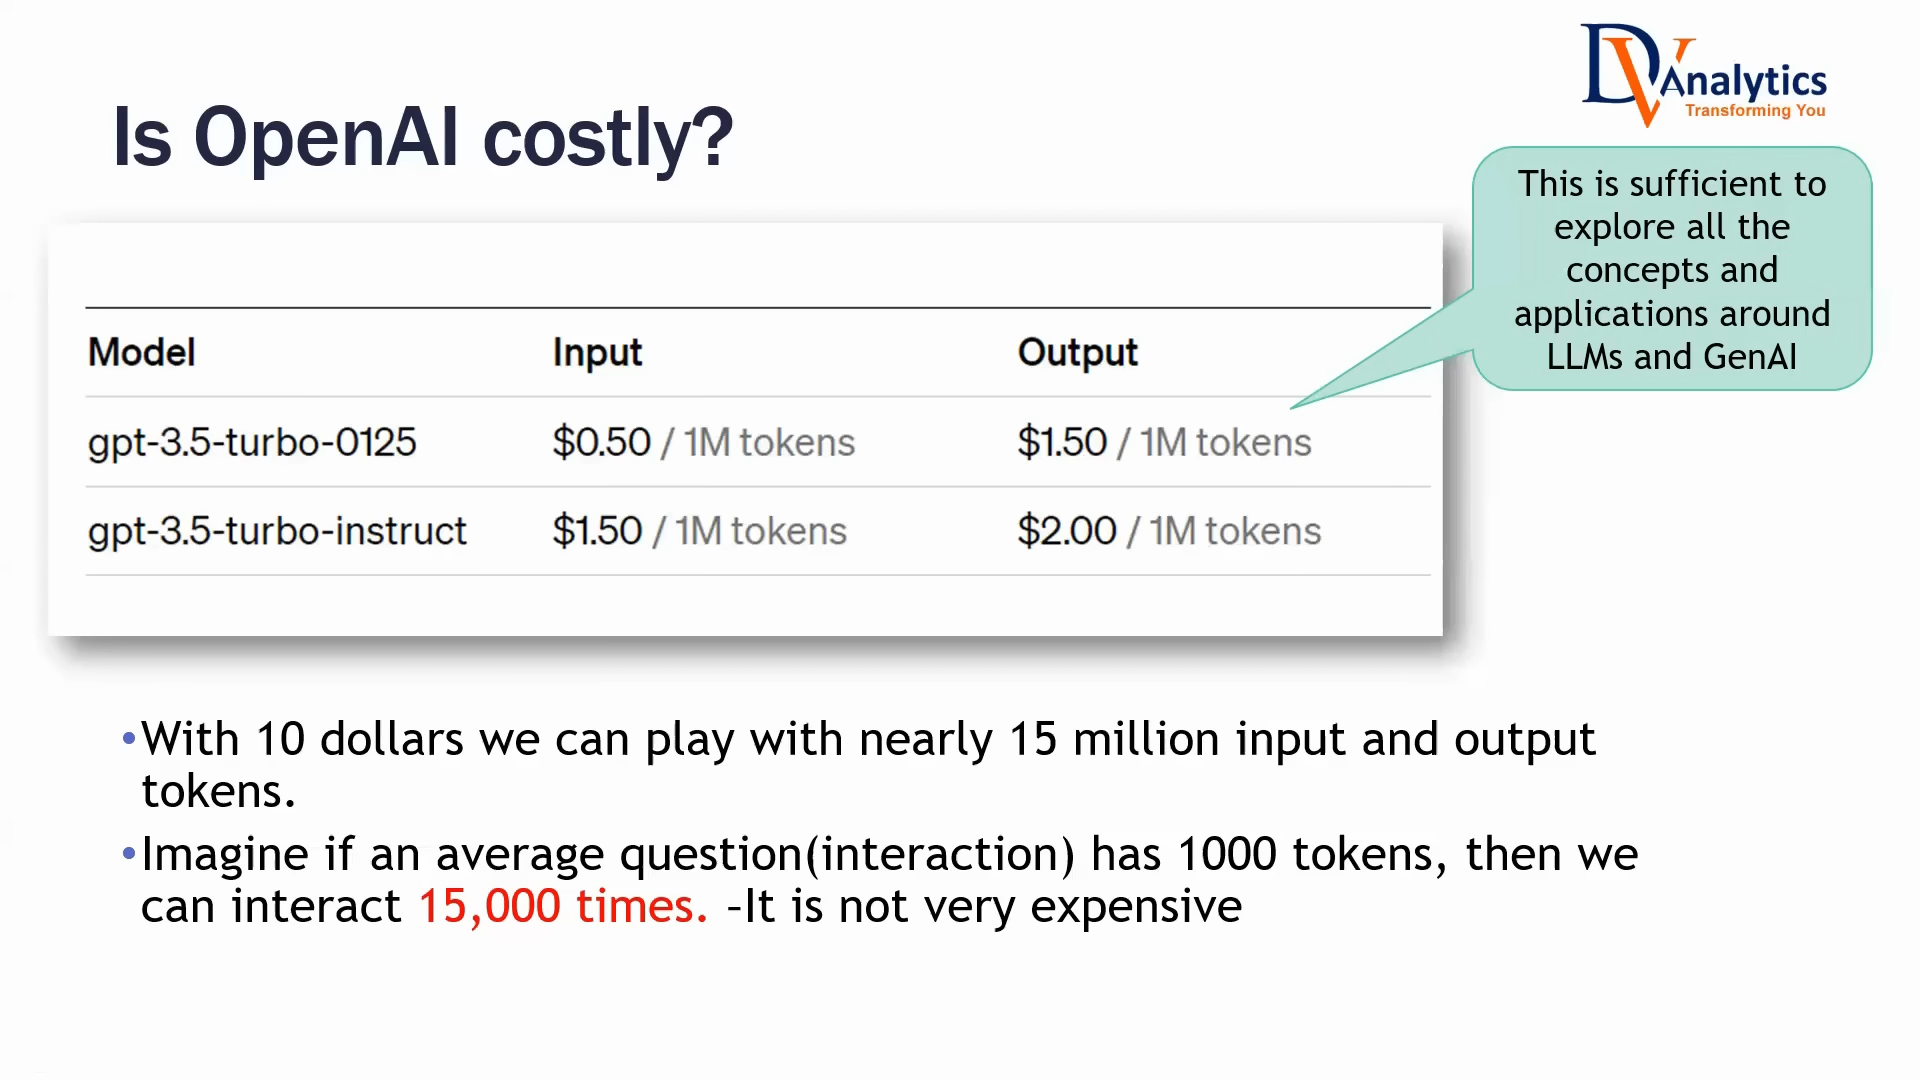 DV Analytics
Transforming You
Is OpenAI costly?
This is sufficient to
explore all the
concepts and
applications around
LLMs and GenAI
Model Input Output
gpt-3.5-turbo-0125 $0.50 / 1M tokens $1.50 / 1M tokens
gpt-3.5-turbo-instruct $1.50 / 1M tokens $2.00 / 1M tokens
•With 10 dollars we can play with nearly 15 million input and output
tokens.
•Imagine if an average question(interaction) has 1000 tokens, then we
can interact 15,000 times. –It is not very expensive